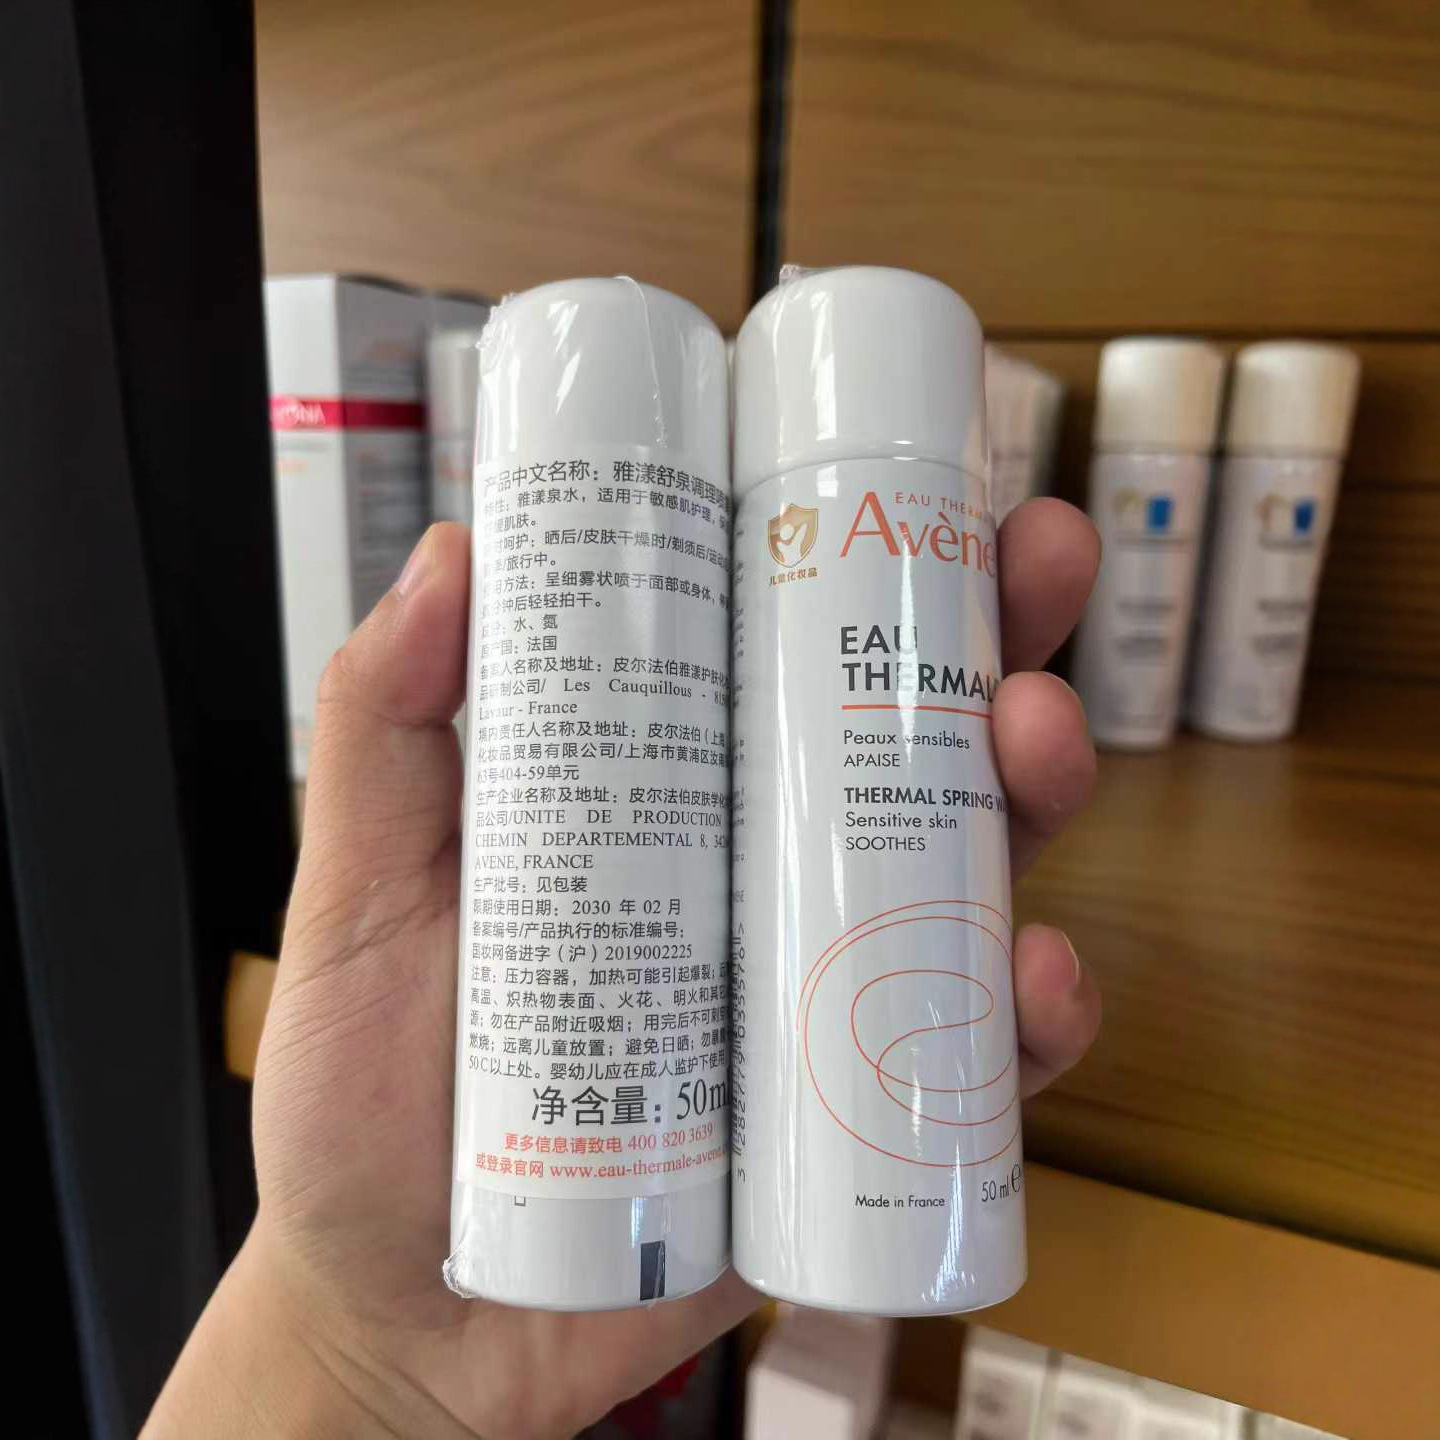 产品中文名称：雅漾舒泉调理喷
特性：雅漾泉水，适用于敏感肌护理，
肌肤。
呵护：晒后/皮肤干燥时/剃须后/运动
/旅行中。
用方法：呈细雾状喷于面部或身体，
分钟后轻轻拍干。
成分：水、氮
原产国：法国
备案人名称及地址：皮尔法伯雅漾护肤化
品研制公司/ Les Cauquillous -
Lavaur - France
境内责任人名称及地址：皮尔法伯（上
化妆品贸易有限公司/上海市黄浦区汝南
63号404-59单元
生产企业名称及地址：皮尔法伯皮肤学化
品公司/UNITE DE PRODUCTION
CHEMIN DEPARTEMENTAL 8,
AVENE, FRANCE
生产批号：见包装
限期使用日期：2030 年 02 月
备案编号/产品执行的标准编号：
国妆网备进字（沪）2019002225
注意：压力容器，加热可能引起爆裂；远
高温、炽热物表面、火花、明火和其它
源；勿在产品附近吸烟；用完后不可刺穿
燃烧；远离儿童放置；避免日晒；勿暴露
50℃以上处。婴幼儿应在成人监护下使用
净含量：50ml
更多信息请致电 400 820 3639
或登录官网 www.eau-thermale-avene.
EAU THERM
Avène
儿童化妆品
EAU
THERMALE
Peaux sensibles
APAISE
THERMAL SPRING
Sensitive skin
SOOTHES
Made in France
50 ml e